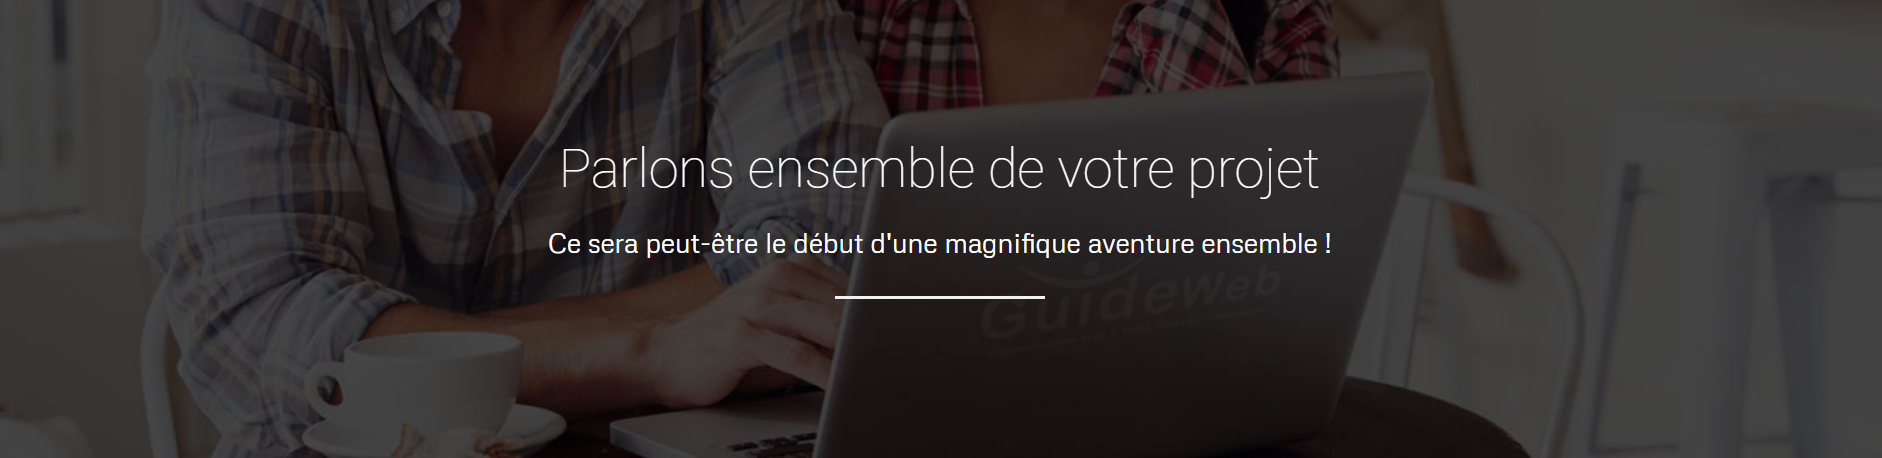 Parlons ensemble de votre projet
Ce sera peut-être le début d'une magnifique aventure ensemble !
GuideWeb